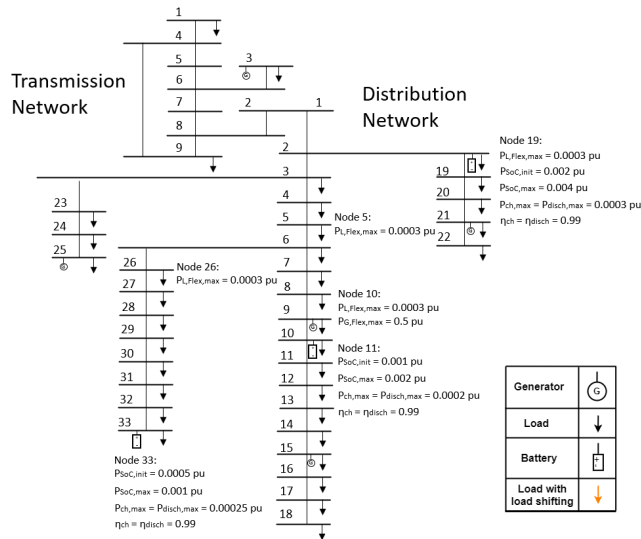 1
4
5
3
6
G
7
2
1
8
9
Transmission
Network
Distribution
Network
2
3
4
5
6
7
8
9
10
11
12
13
14
15
16
17
18
G
G
19
20
21
22
G
23
24
25
G
26
27
28
29
30
31
32
33
Node 19:
PL,Flex,max = 0.0003 pu
PSoC,init = 0.002 pu
PSoC,max = 0.004 pu
Pch,max = Pdisch,max = 0.0003 pu
ηch = ηdisch = 0.99
Node 5:
PL,Flex,max = 0.0003 pu
Node 26:
PL,Flex,max = 0.0003 pu
Node 10:
PL,Flex,max = 0.0003 pu
PG,Flex,max = 0.5 pu
Node 11:
PSoC,init = 0.001 pu
PSoC,max = 0.002 pu
Pch,max = Pdisch,max = 0.0002 pu
ηch = ηdisch = 0.99
Node 33:
PSoC,init = 0.0005 pu
PSoC,max = 0.001 pu
Pch,max = Pdisch,max = 0.00025 pu
ηch = ηdisch = 0.99
Generator
G
Load
Battery
Load with
load shifting